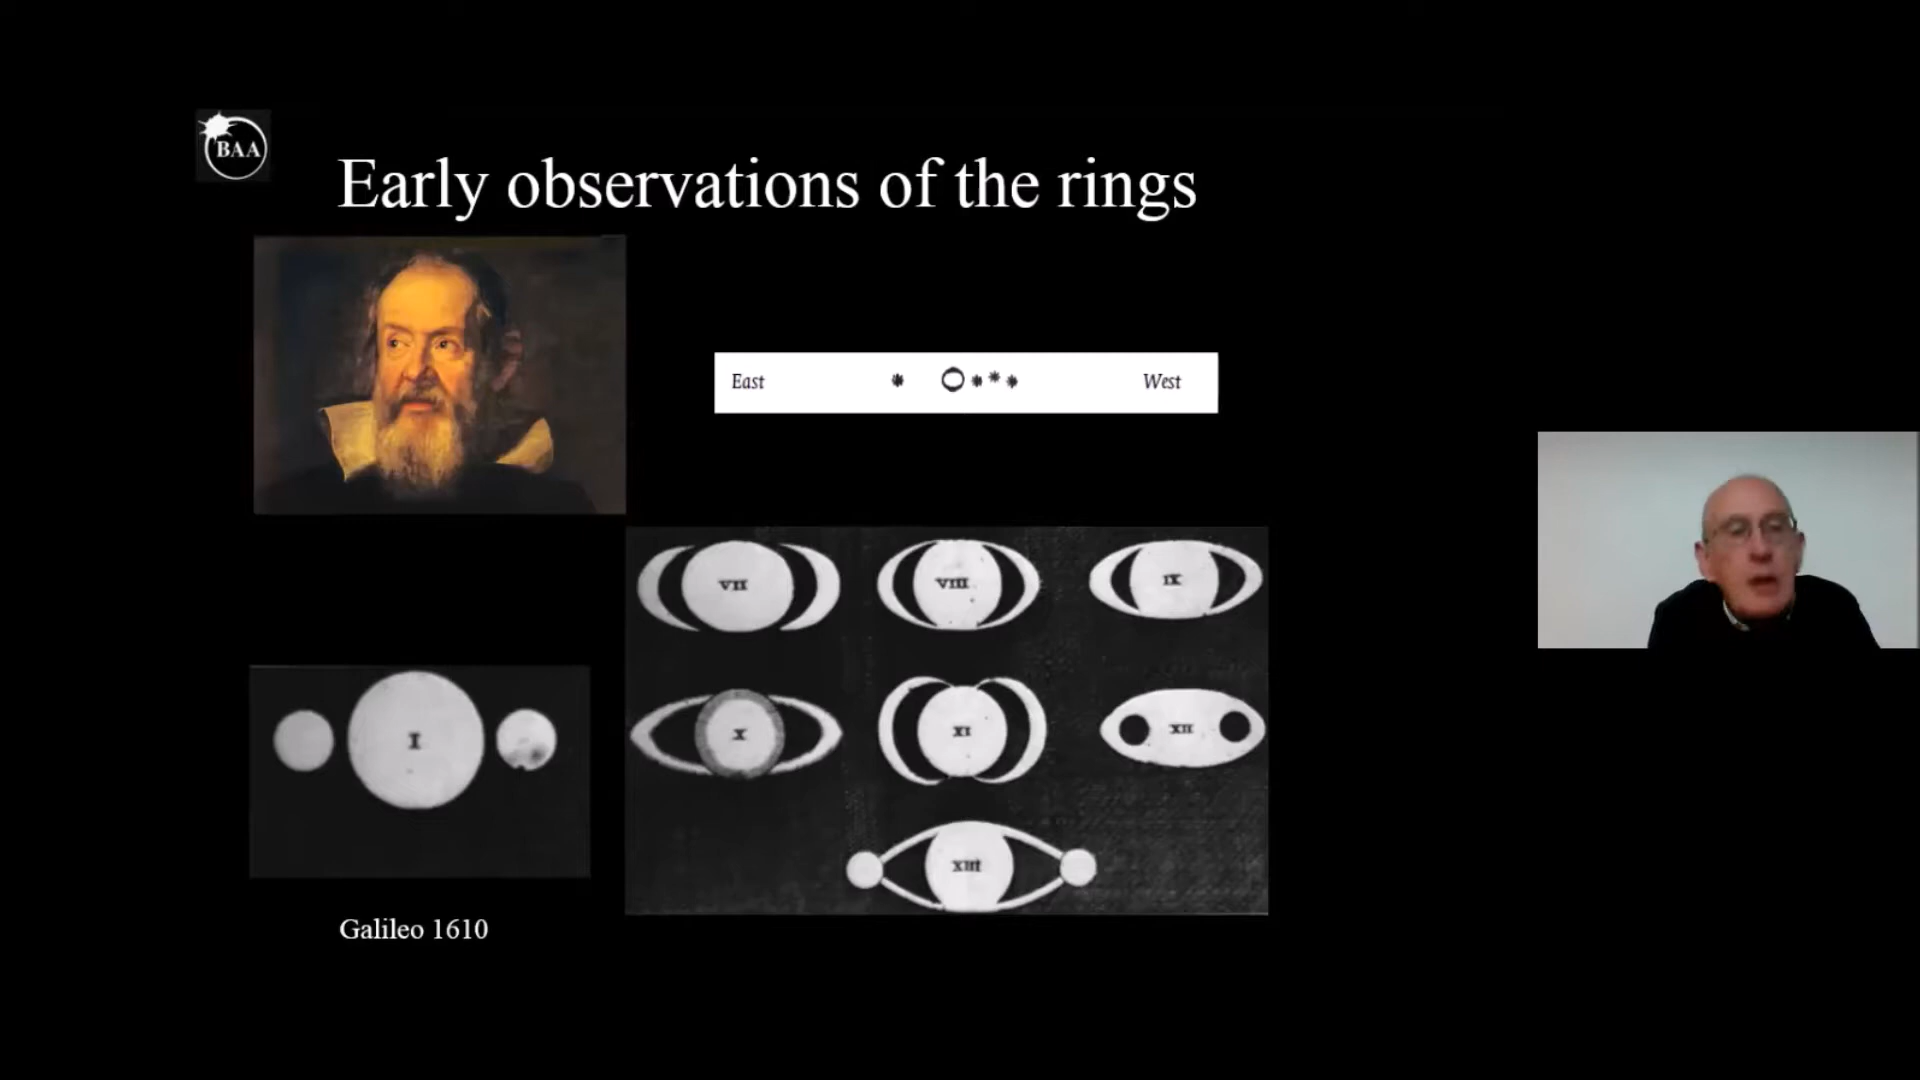 BAA
Early observations of the rings
East West
VII VIII IX
X XI XII
I
XIII
Galileo 1610